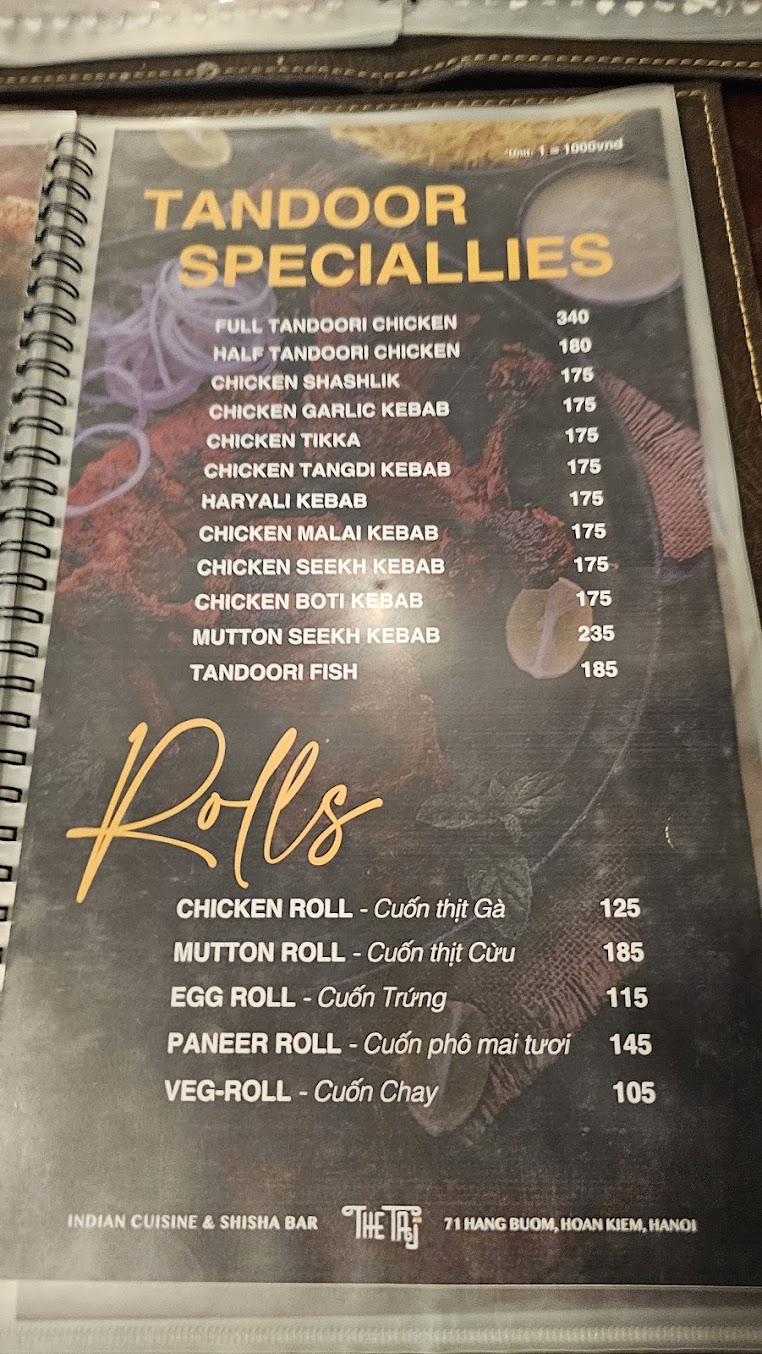 *Unit: 1 = 1000vnd
TANDOOR
SPECIALLIES
FULL TANDOORI CHICKEN 340
HALF TANDOORI CHICKEN 180
CHICKEN SHASHLIK 175
CHICKEN GARLIC KEBAB 175
CHICKEN TIKKA 175
CHICKEN TANGDI KEBAB 175
HARYALI KEBAB 175
CHICKEN MALAI KEBAB 175
CHICKEN SEEKH KEBAB 175
CHICKEN BOTI KEBAB 175
MUTTON SEEKH KEBAB 235
TANDOORI FISH 185
Rolls
CHICKEN ROLL - Cuốn thịt Gà 125
MUTTON ROLL - Cuốn thịt Cừu 185
EGG ROLL - Cuốn Trứng 115
PANEER ROLL - Cuốn phô mai tươi 145
VEG-ROLL - Cuốn Chay 105
INDIAN CUISINE & SHISHA BAR THE TAJ 71 HANG BUOM, HOAN KIEM, HANOI